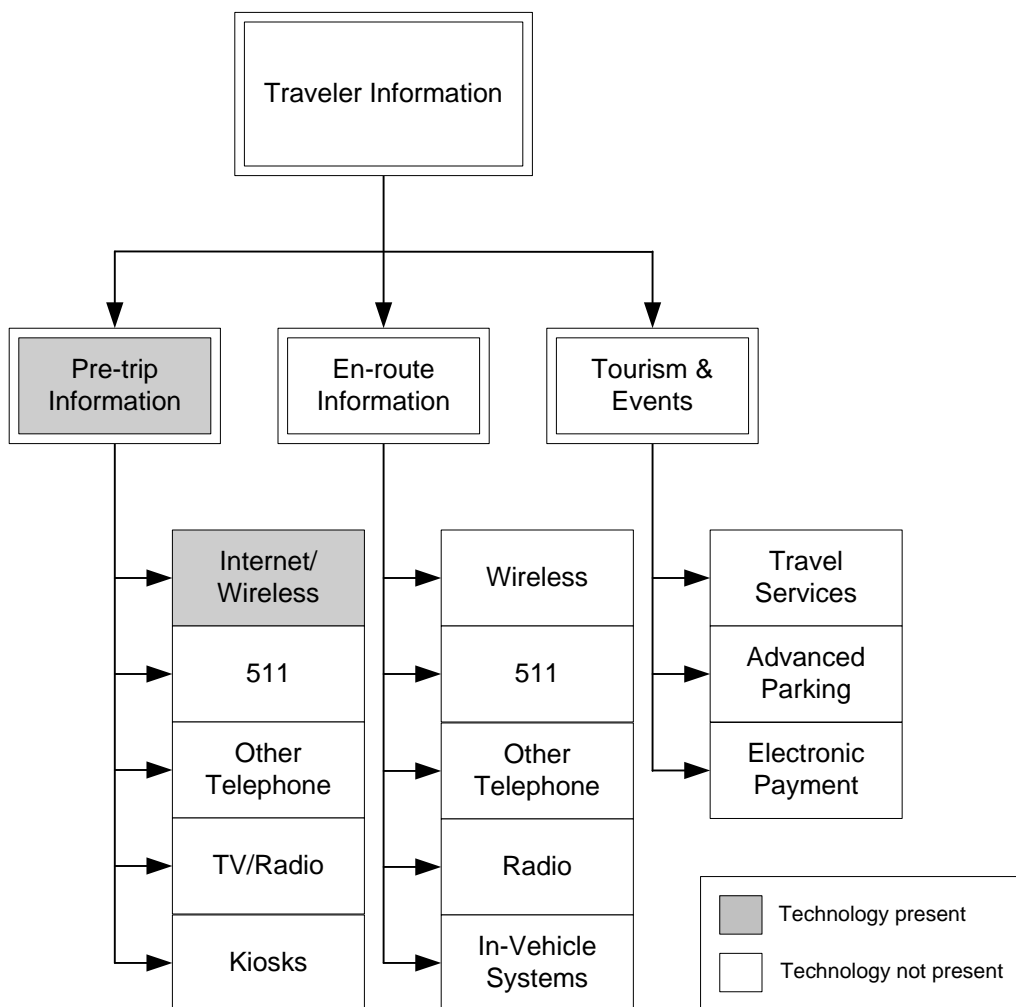 Traveler Information
Pre-trip
Information
En-route
Information
Tourism &
Events
Internet/
Wireless
511
Other
Telephone
TV/Radio
Kiosks
Wireless
511
Other
Telephone
Radio
In-Vehicle
Systems
Travel
Services
Advanced
Parking
Electronic
Payment
Technology present
Technology not present